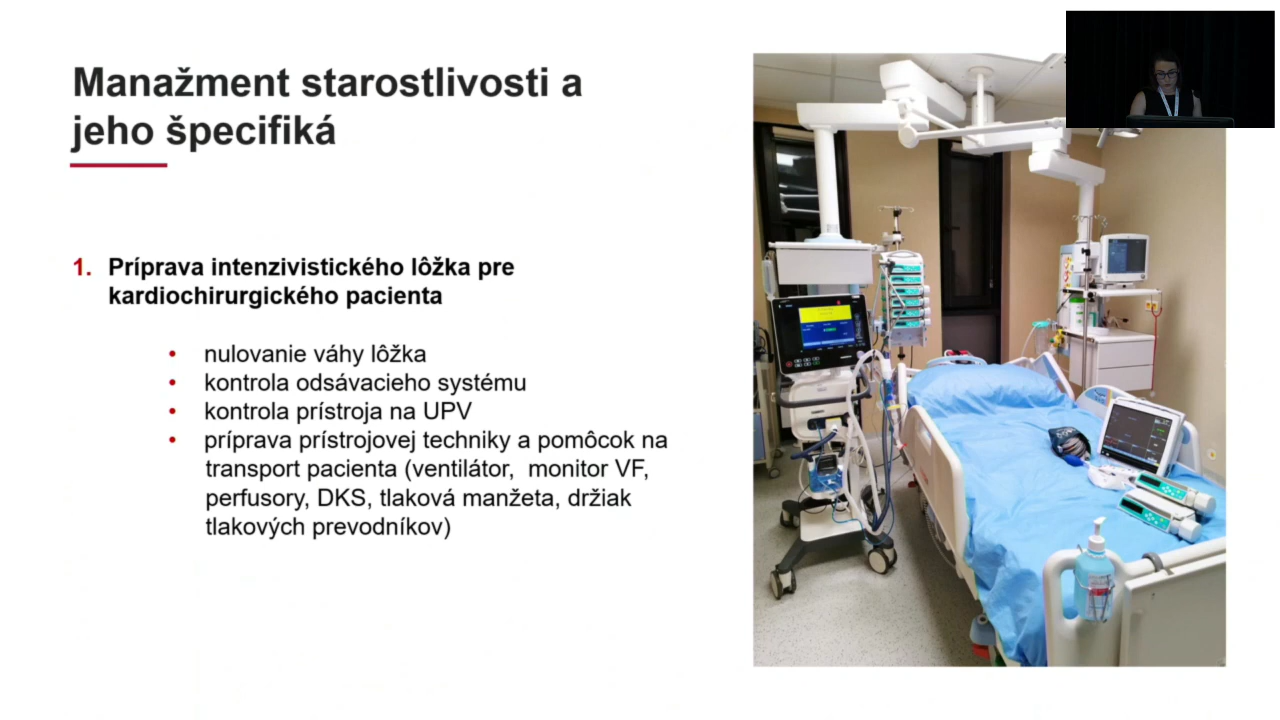 Manažment starostlivosti a
jeho špecifiká
1. Príprava intenzivistického lôžka pre
kardiochirurgického pacienta
• nulovanie váhy lôžka
• kontrola odsávacieho systému
• kontrola prístroja na UPV
• príprava prístrojovej techniky a pomôcok na
transport pacienta (ventilátor, monitor VF,
perfusory, DKS, tlaková manžeta, držiak
tlakových prevodníkov)